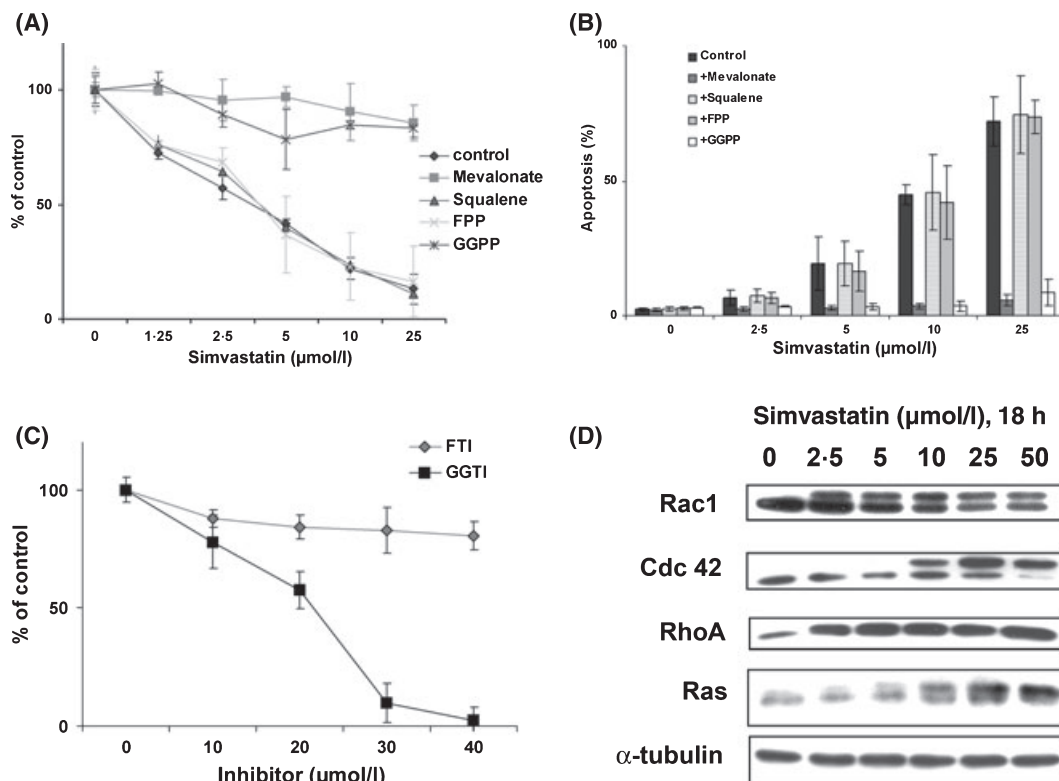 (A)
100
50
0
% of control
control
Mevalonate
Squalene
FPP
GGPP
0 1·25 2·5 5 10 25
Simvastatin (µmol/l)
(B)
100
50
0
Apoptosis (%)
Control
+Mevalonate
+Squalene
+FPP
+GGPP
0 2·5 5 10 25
Simvastatin (µmol/l)
(C)
100
50
0
% of control
FTI
GGTI
0 10 20 30 40
Inhibitor (µmol/l)
(D)
Simvastatin (µmol/l), 18 h
0 2·5 5 10 25 50
Rac1
Cdc 42
RhoA
Ras
α-tubulin